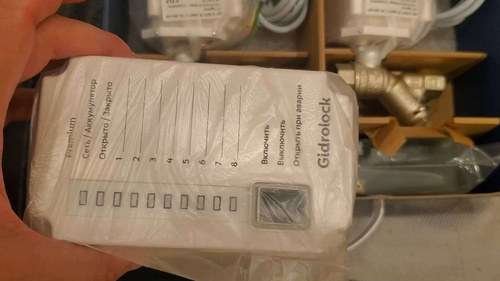 Premium
Сеть / Аккумулятор
Открыто / Закрыто
1
2
3
4
5
6
7
8
Включить
Выключить
Открыть при аварии
Gidrolock